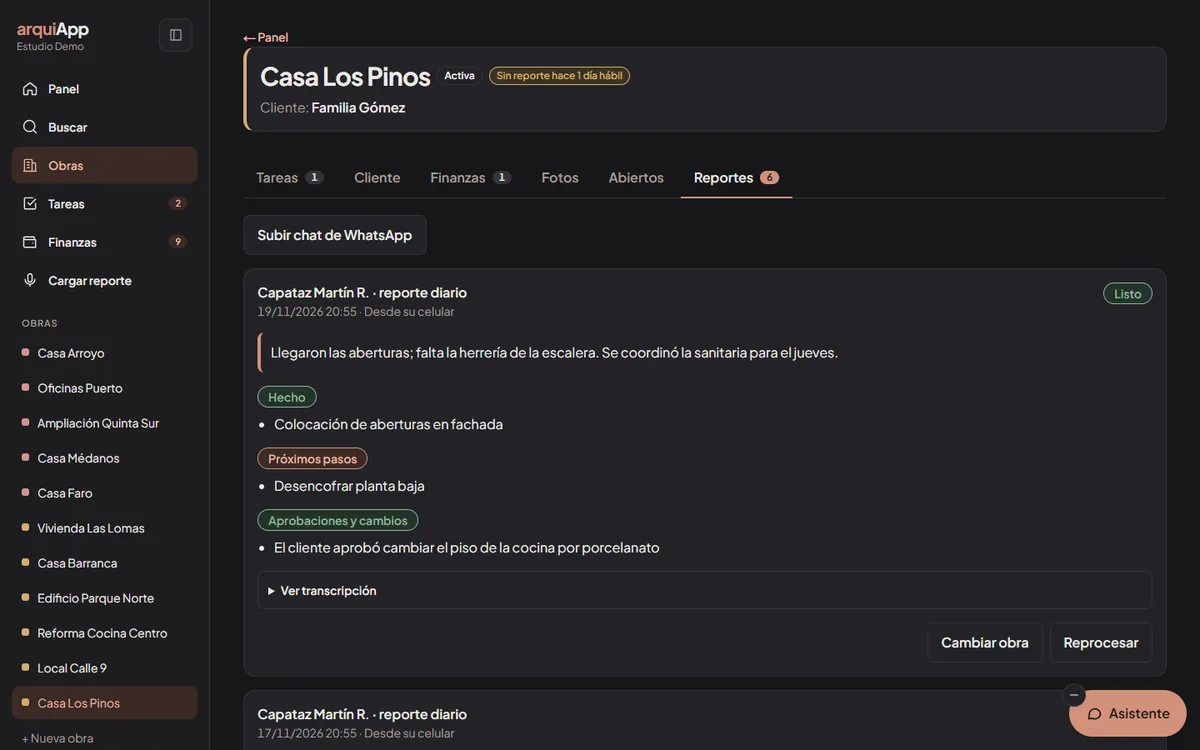 arquiApp
Estudio Demo
Panel
Buscar
Obras
Tareas 2
Finanzas 9
Cargar reporte
OBRAS
Casa Arroyo
Oficinas Puerto
Ampliación Quinta Sur
Casa Médanos
Casa Faro
Vivienda Las Lomas
Casa Barranca
Edificio Parque Norte
Reforma Cocina Centro
Local Calle 9
Casa Los Pinos
+ Nueva obra
← Panel
Casa Los Pinos Activa Sin reporte hace 1 día hábil
Cliente: Familia Gómez
Tareas 1 Cliente Finanzas 1 Fotos Abiertos Reportes 6
Subir chat de WhatsApp
Capataz Martín R. · reporte diario Listo
19/11/2026 20:55 · Desde su celular
Llegaron las aberturas; falta la herrería de la escalera. Se coordinó la sanitaria para el jueves.
Hecho
• Colocación de aberturas en fachada
Próximos pasos
• Desencofrar planta baja
Aprobaciones y cambios
• El cliente aprobó cambiar el piso de la cocina por porcelanato
▸ Ver transcripción
Cambiar obra Reprocesar
Capataz Martín R. · reporte diario
17/11/2026 20:55 · Desde su celular
Asistente